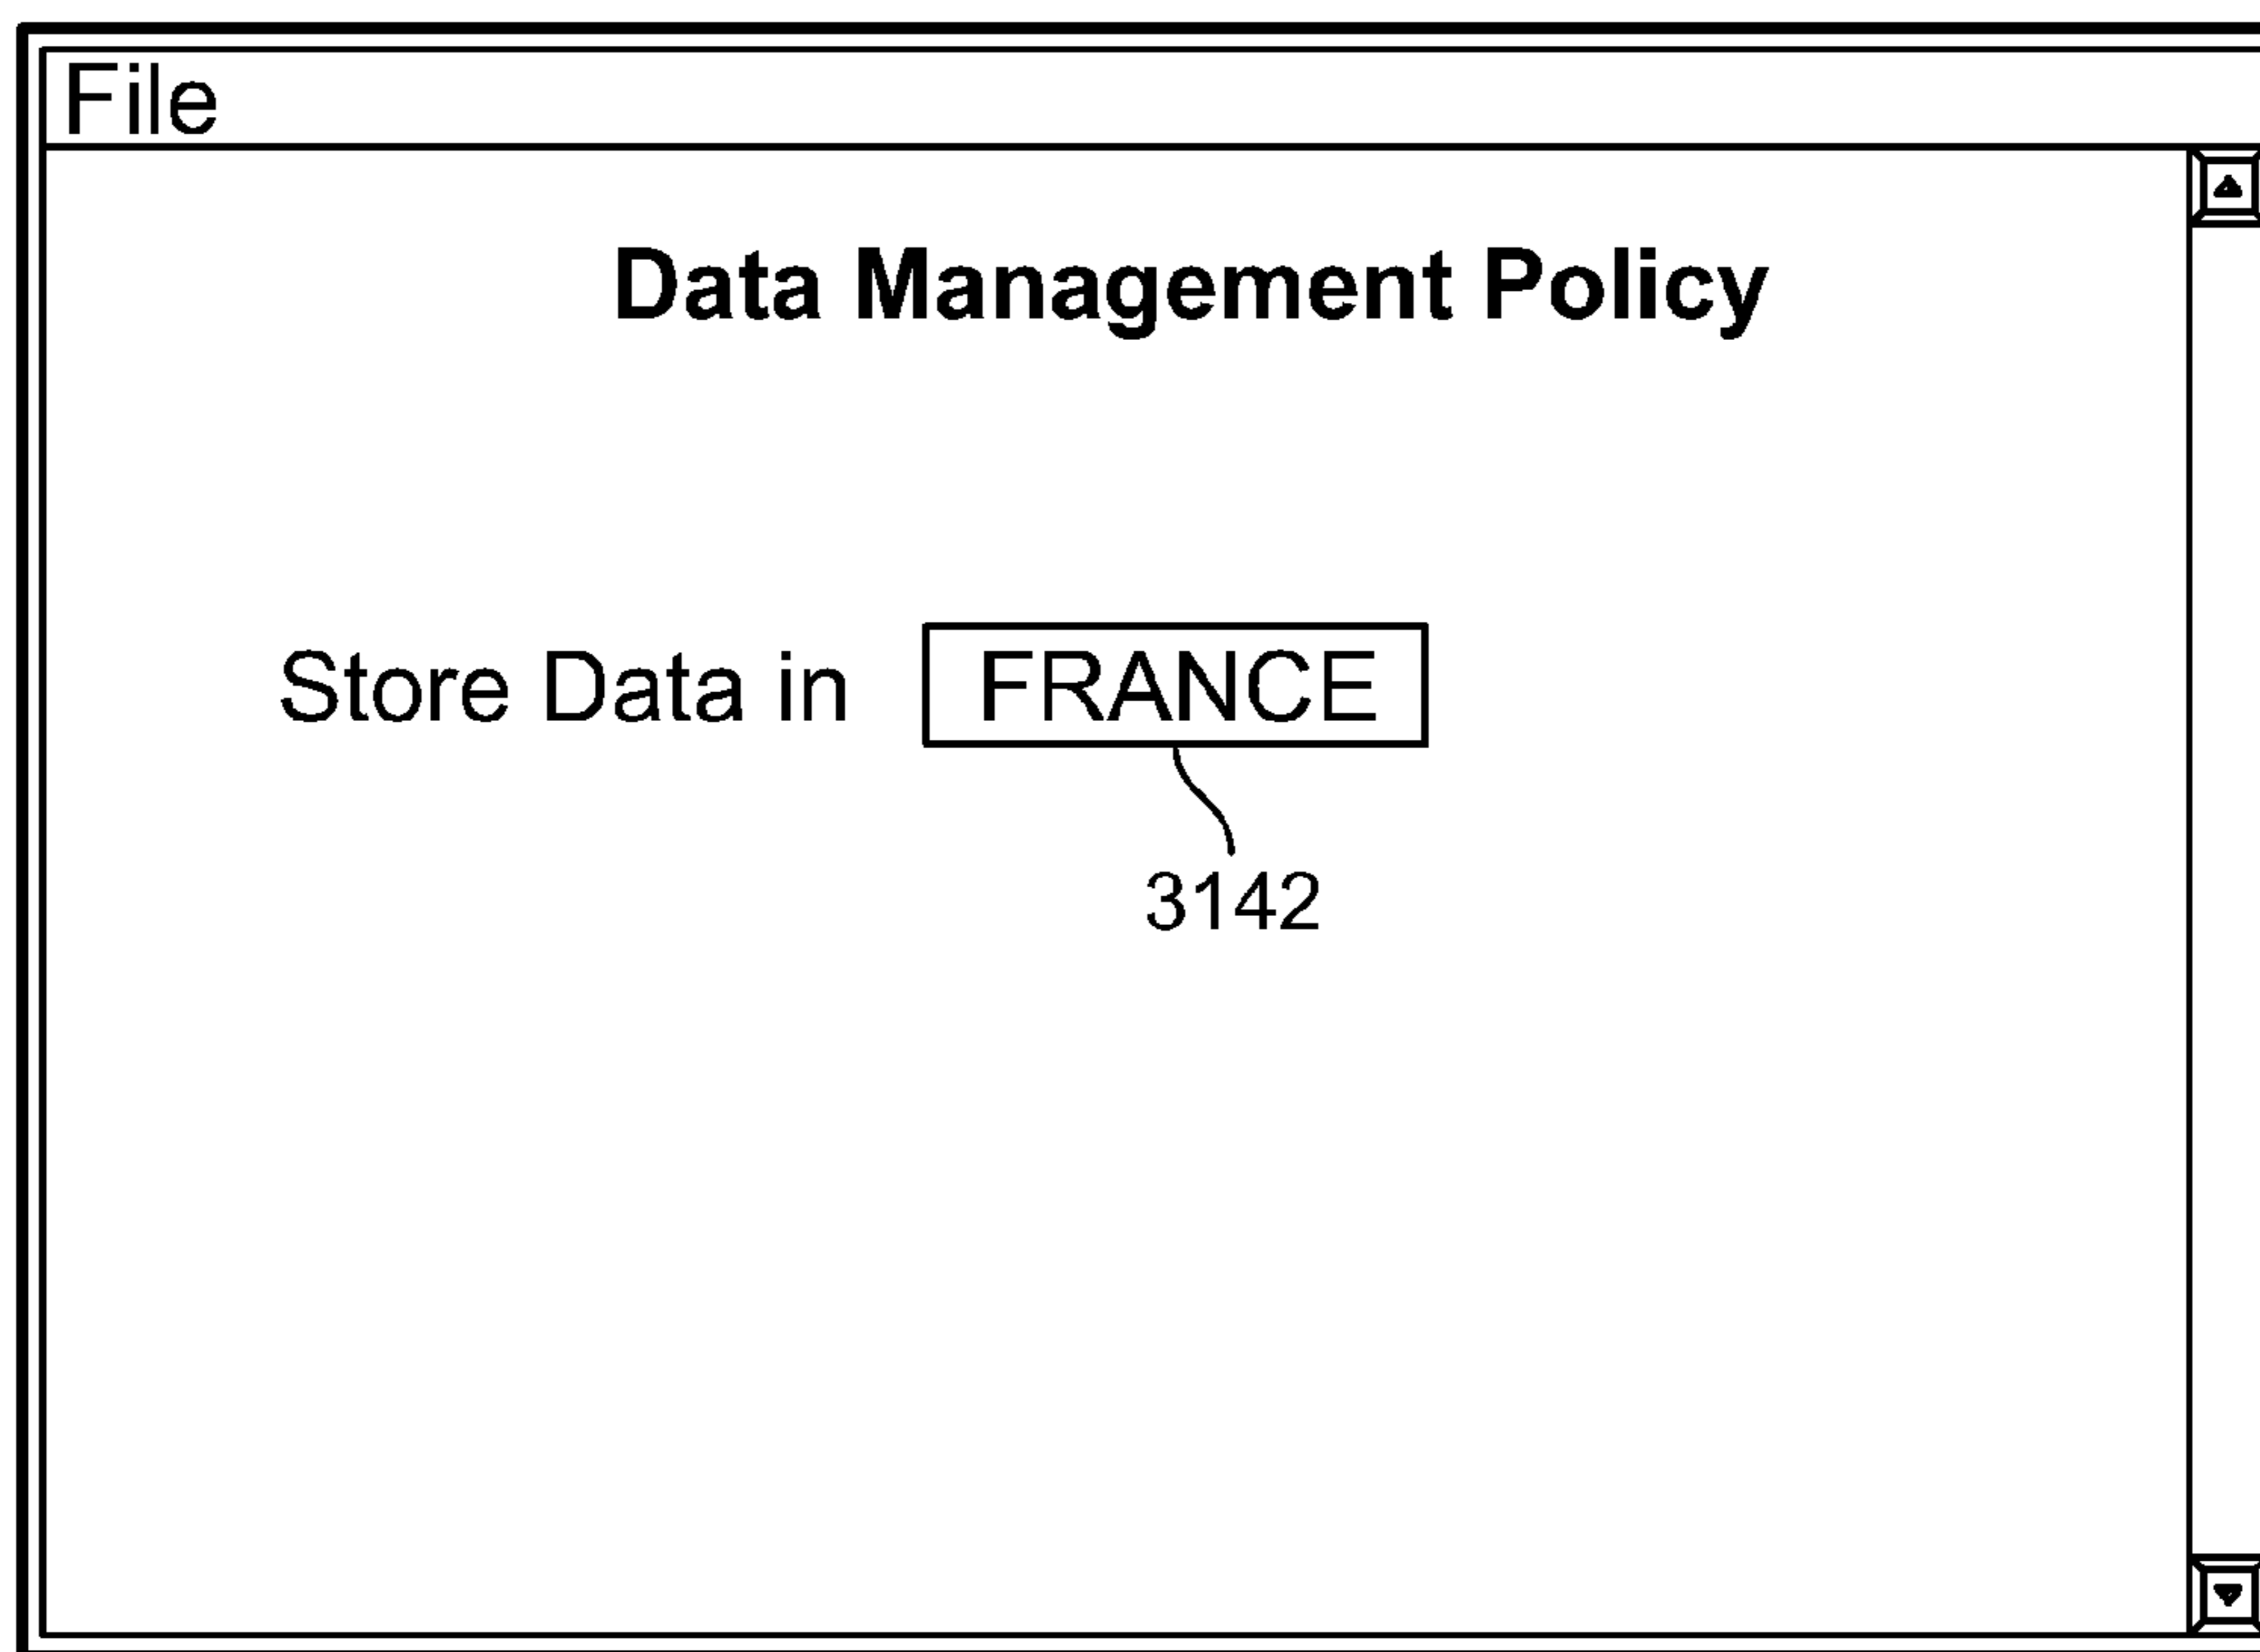 File
Data Management Policy
Store Data in FRANCE
3142